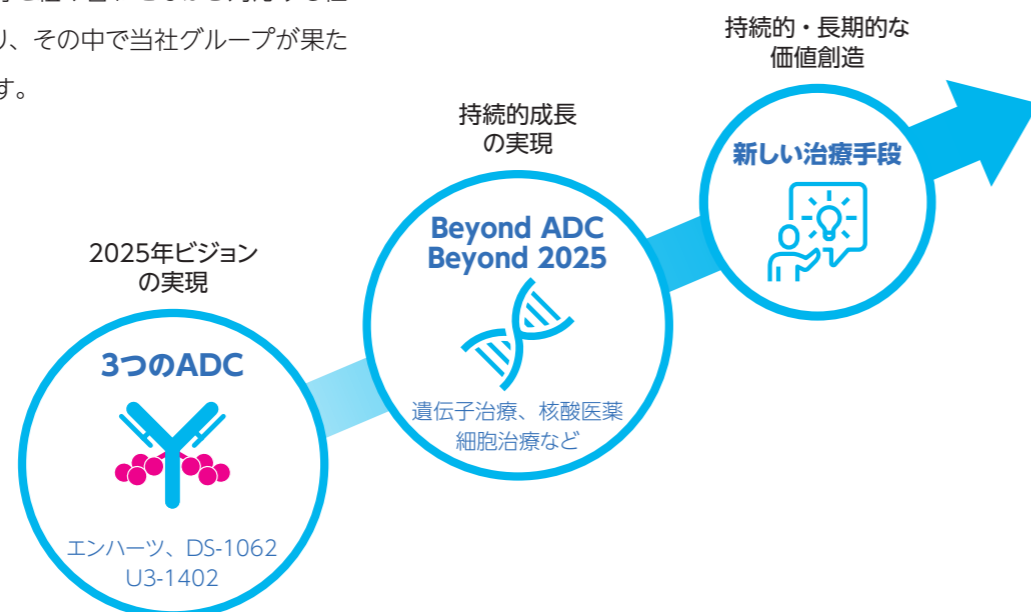 り、その中で当社グループが果た
す。
持続的・長期的な
価値創造
新しい治療手段
持続的成長
の実現
Beyond ADC
Beyond 2025
遺伝子治療、核酸医薬
細胞治療など
2025年ビジョン
の実現
3つのADC
エンハーツ、DS-1062
U3-1402